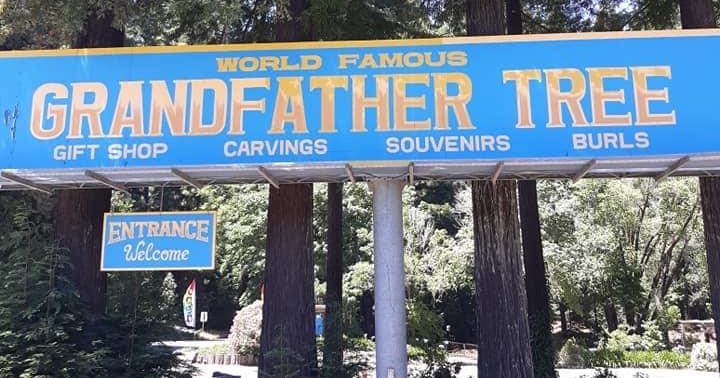 WORLD FAMOUS
GRANDFATHER TREE
GIFT SHOP CARVINGS SOUVENIRS BURLS
ENTRANCE
Welcome